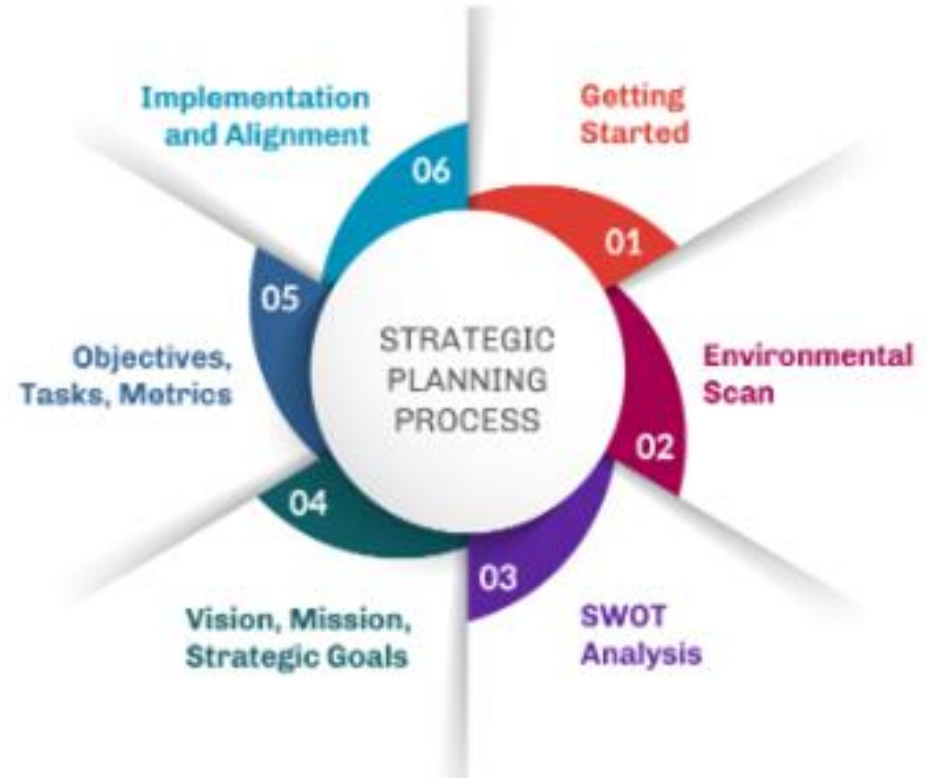 STRATEGIC
PLANNING
PROCESS
01
Getting
Started
02
Environmental
Scan
03
SWOT
Analysis
04
Vision, Mission,
Strategic Goals
05
Objectives,
Tasks, Metrics
06
Implementation
and Alignment